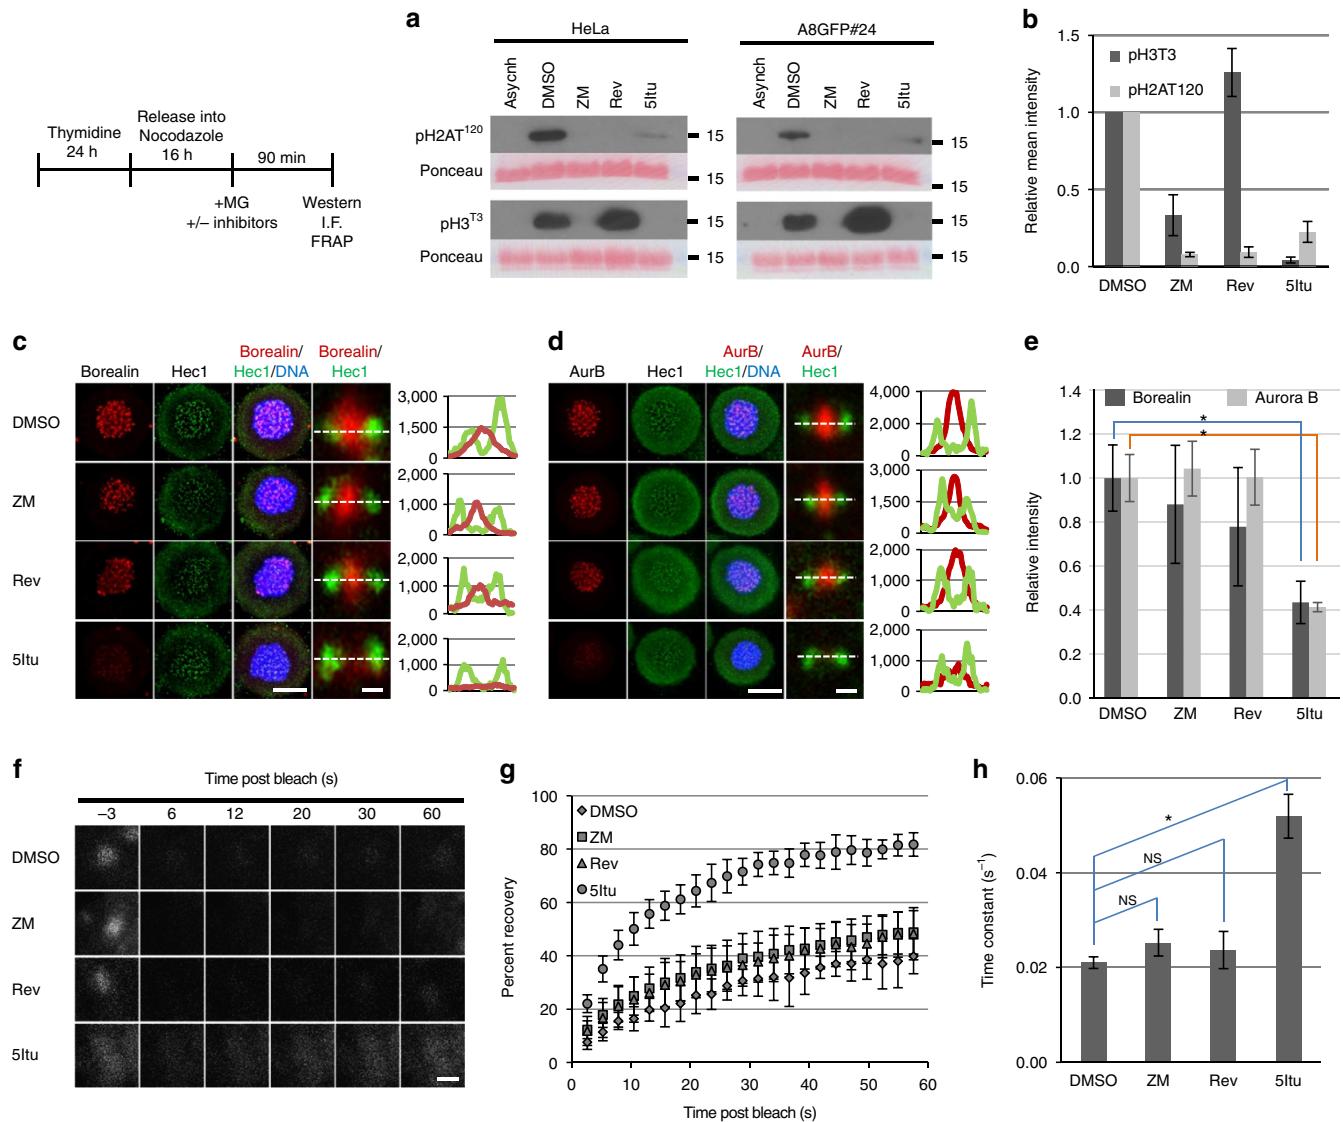 Thymidine
24 h
Release into
Nocodazole
16 h
90 min
+MG
+/– inhibitors
Western
I.F.
FRAP
a
HeLa
A8GFP#24
Asycnh
DMSO
ZM
Rev
5Itu
Asynch
DMSO
ZM
Rev
5Itu
pH2AT120
15
15
Ponceau
15
15
pH3T3
15
15
Ponceau
15
15
b
Relative mean intensity
1.5
1.0
0.5
0.0
pH3T3
pH2AT120
DMSO
ZM
Rev
5Itu
c
Borealin
Hec1
Borealin/
Hec1/DNA
Borealin/
Hec1
DMSO
ZM
Rev
5Itu
3,000
1,500
0
2,000
1,000
0
2,000
1,000
0
2,000
1,000
0
d
AurB
Hec1
AurB/
Hec1/DNA
AurB/
Hec1
4,000
2,000
0
3,000
1,500
0
2,000
1,000
0
2,000
1,000
0
e
Relative intensity
1.4
1.2
1.0
0.8
0.6
0.4
0.2
0.0
Borealin
Aurora B
*
*
DMSO
ZM
Rev
5Itu
f
Time post bleach (s)
–3 6 12 20 30 60
DMSO
ZM
Rev
5Itu
g
Percent recovery
100
80
60
40
20
0
DMSO
ZM
Rev
5Itu
0 10 20 30 40 50 60
Time post bleach (s)
h
Time constant (s–1)
0.06
0.04
0.02
0.00
*
NS
NS
DMSO
ZM
Rev
5Itu